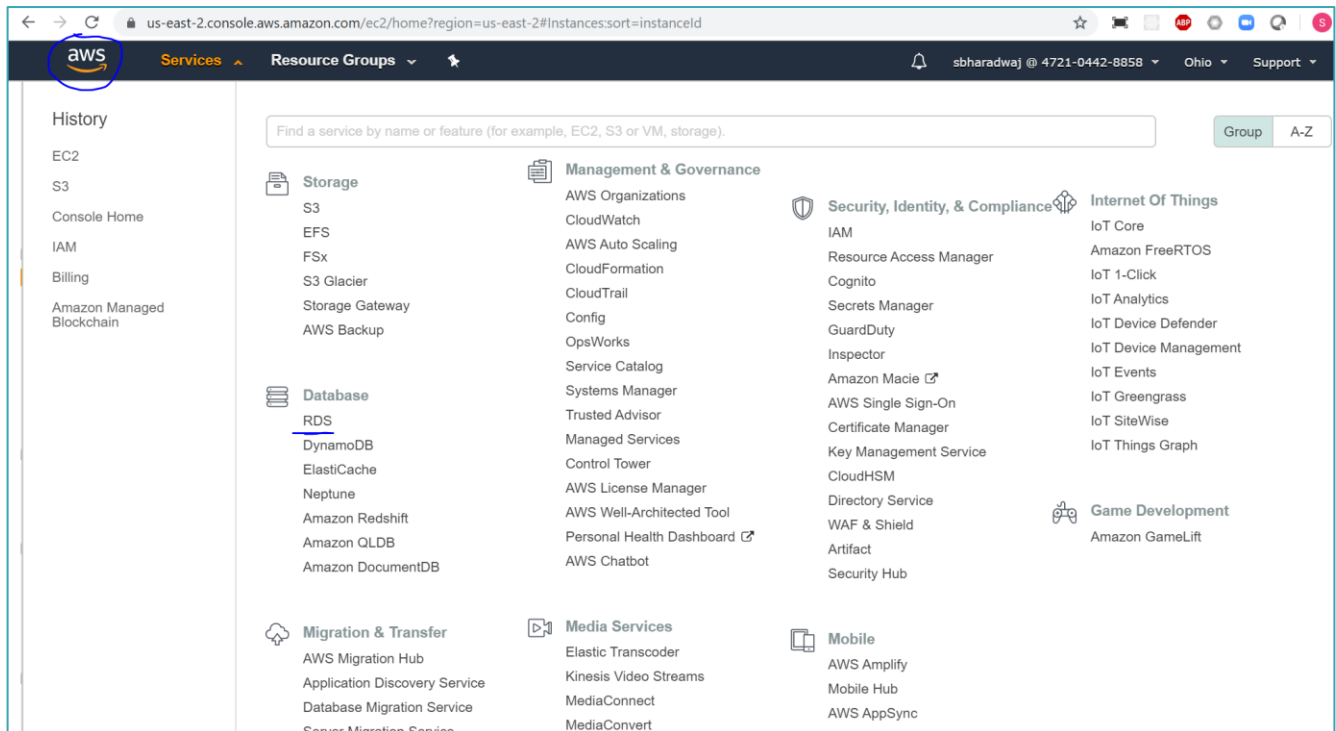 us-east-2.console.aws.amazon.com/ec2/home?region=us-east-2#Instances:sort=instanceId
ABP
S
aws
Services
Resource Groups
sbharadwaj @ 4721-0442-8858
Ohio
Support
History
EC2
S3
Console Home
IAM
Billing
Amazon Managed
Blockchain
Find a service by name or feature (for example, EC2, S3 or VM, storage).
Group
A-Z
Storage
S3
EFS
FSx
S3 Glacier
Storage Gateway
AWS Backup
Database
RDS
DynamoDB
ElastiCache
Neptune
Amazon Redshift
Amazon QLDB
Amazon DocumentDB
Migration & Transfer
AWS Migration Hub
Application Discovery Service
Database Migration Service
Server Migration Service
Management & Governance
AWS Organizations
CloudWatch
AWS Auto Scaling
CloudFormation
CloudTrail
Config
OpsWorks
Service Catalog
Systems Manager
Trusted Advisor
Managed Services
Control Tower
AWS License Manager
AWS Well-Architected Tool
Personal Health Dashboard
AWS Chatbot
Media Services
Elastic Transcoder
Kinesis Video Streams
MediaConnect
MediaConvert
Security, Identity, & Compliance
IAM
Resource Access Manager
Cognito
Secrets Manager
GuardDuty
Inspector
Amazon Macie
AWS Single Sign-On
Certificate Manager
Key Management Service
CloudHSM
Directory Service
WAF & Shield
Artifact
Security Hub
Mobile
AWS Amplify
Mobile Hub
AWS AppSync
Internet Of Things
IoT Core
Amazon FreeRTOS
IoT 1-Click
IoT Analytics
IoT Device Defender
IoT Device Management
IoT Events
IoT Greengrass
IoT SiteWise
IoT Things Graph
Game Development
Amazon GameLift